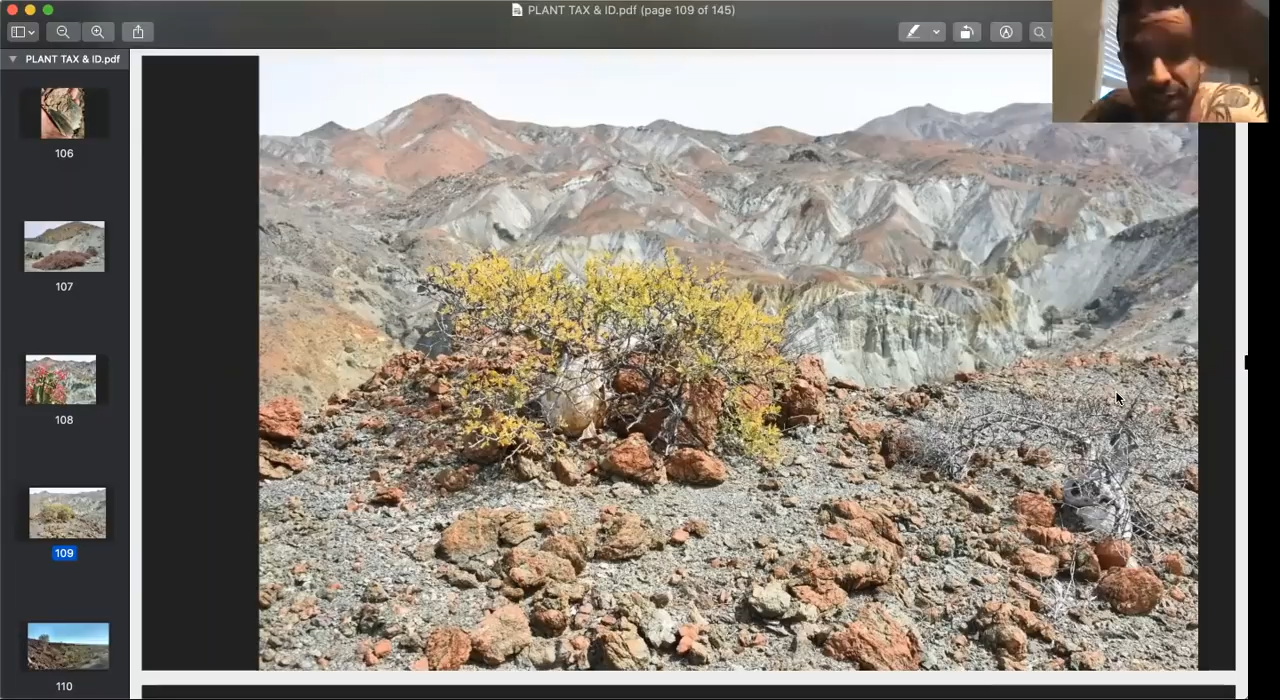 PLANT TAX & ID.pdf (page 109 of 145)
PLANT TAX & ID.pdf
106
107
108
109
110